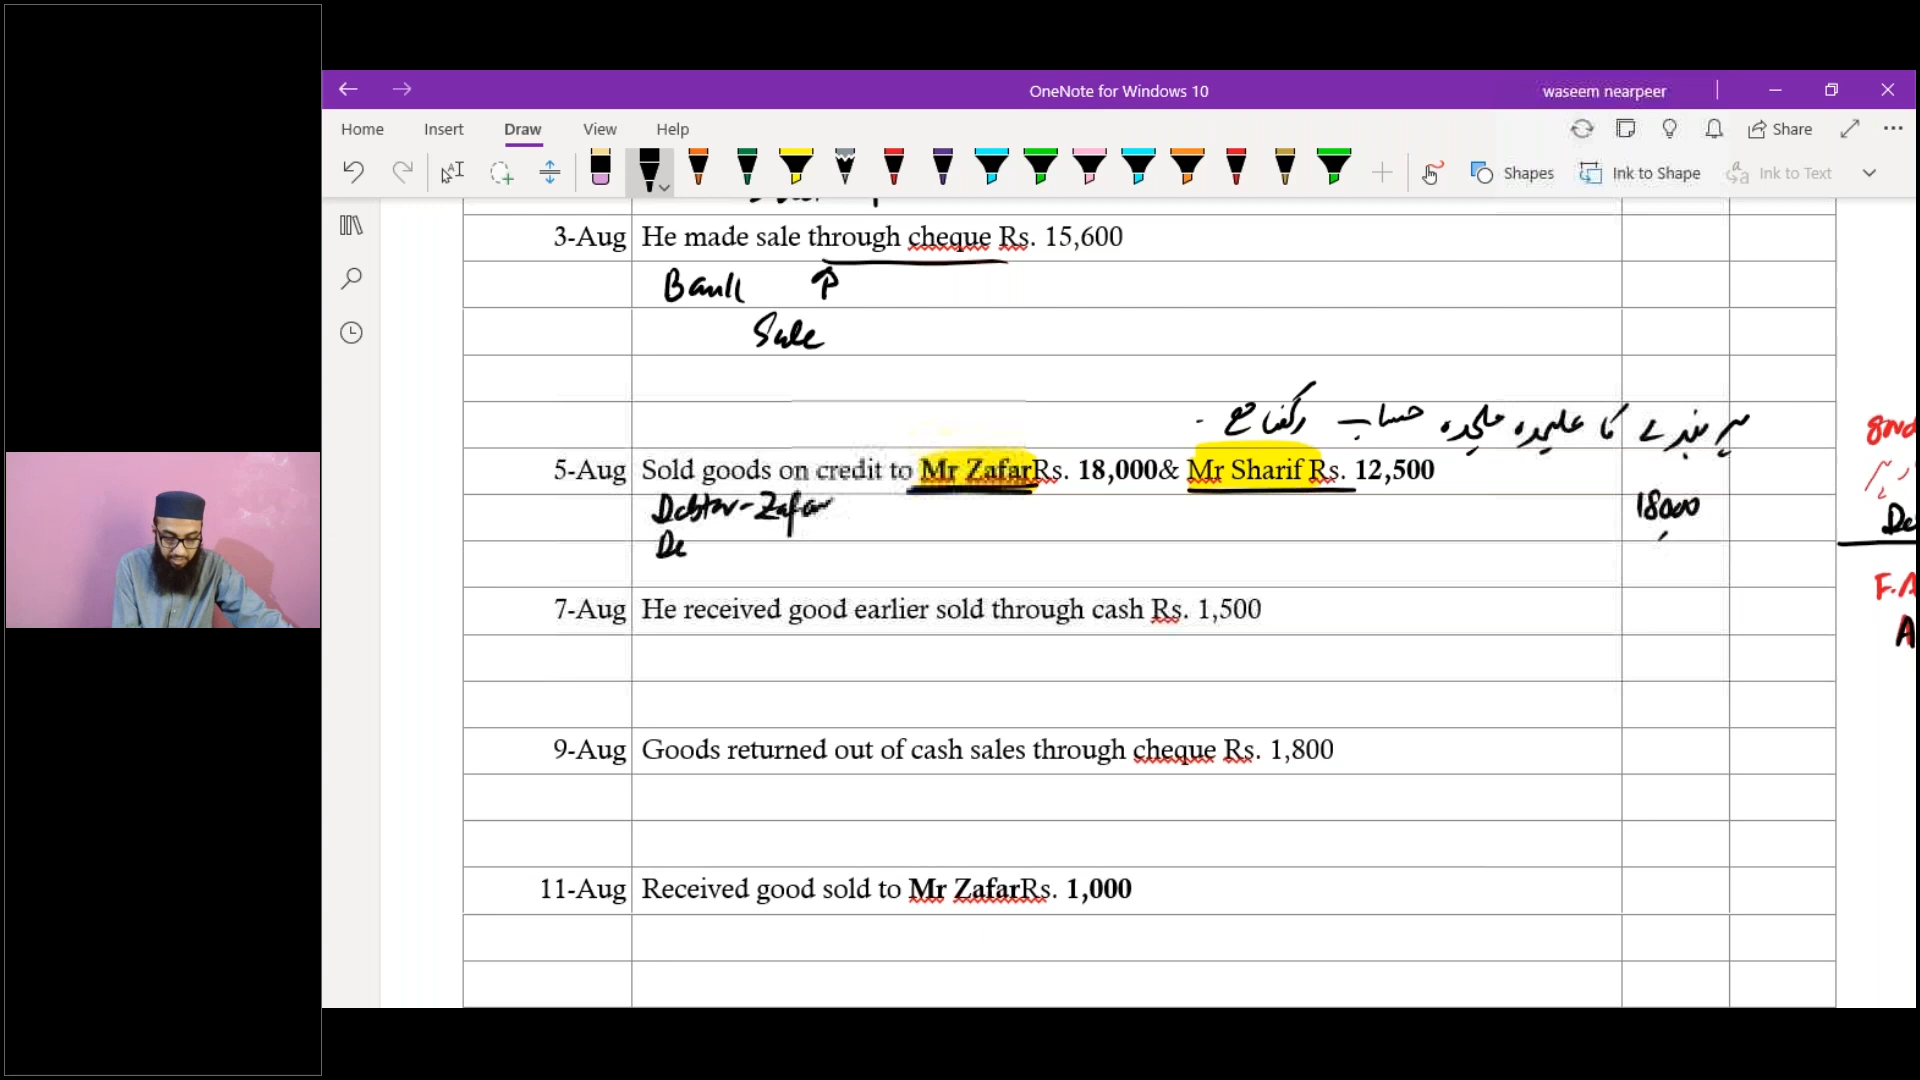 OneNote for Windows 10
waseem nearpeer
Home Insert Draw View Help
Share
Shapes Ink to Shape Ink to Text
3-Aug He made sale through cheque Rs. 15,600
Bank
Sale
ہر بندے کا علیحدہ علیحدہ حساب رکھنا ہے -
5-Aug Sold goods on credit to Mr ZafarRs. 18,000& Mr Sharif Rs. 12,500
Debtor-Zafar 18000
De
De
7-Aug He received good earlier sold through cash Rs. 1,500
F.A
A
9-Aug Goods returned out of cash sales through cheque Rs. 1,800
11-Aug Received good sold to Mr ZafarRs. 1,000